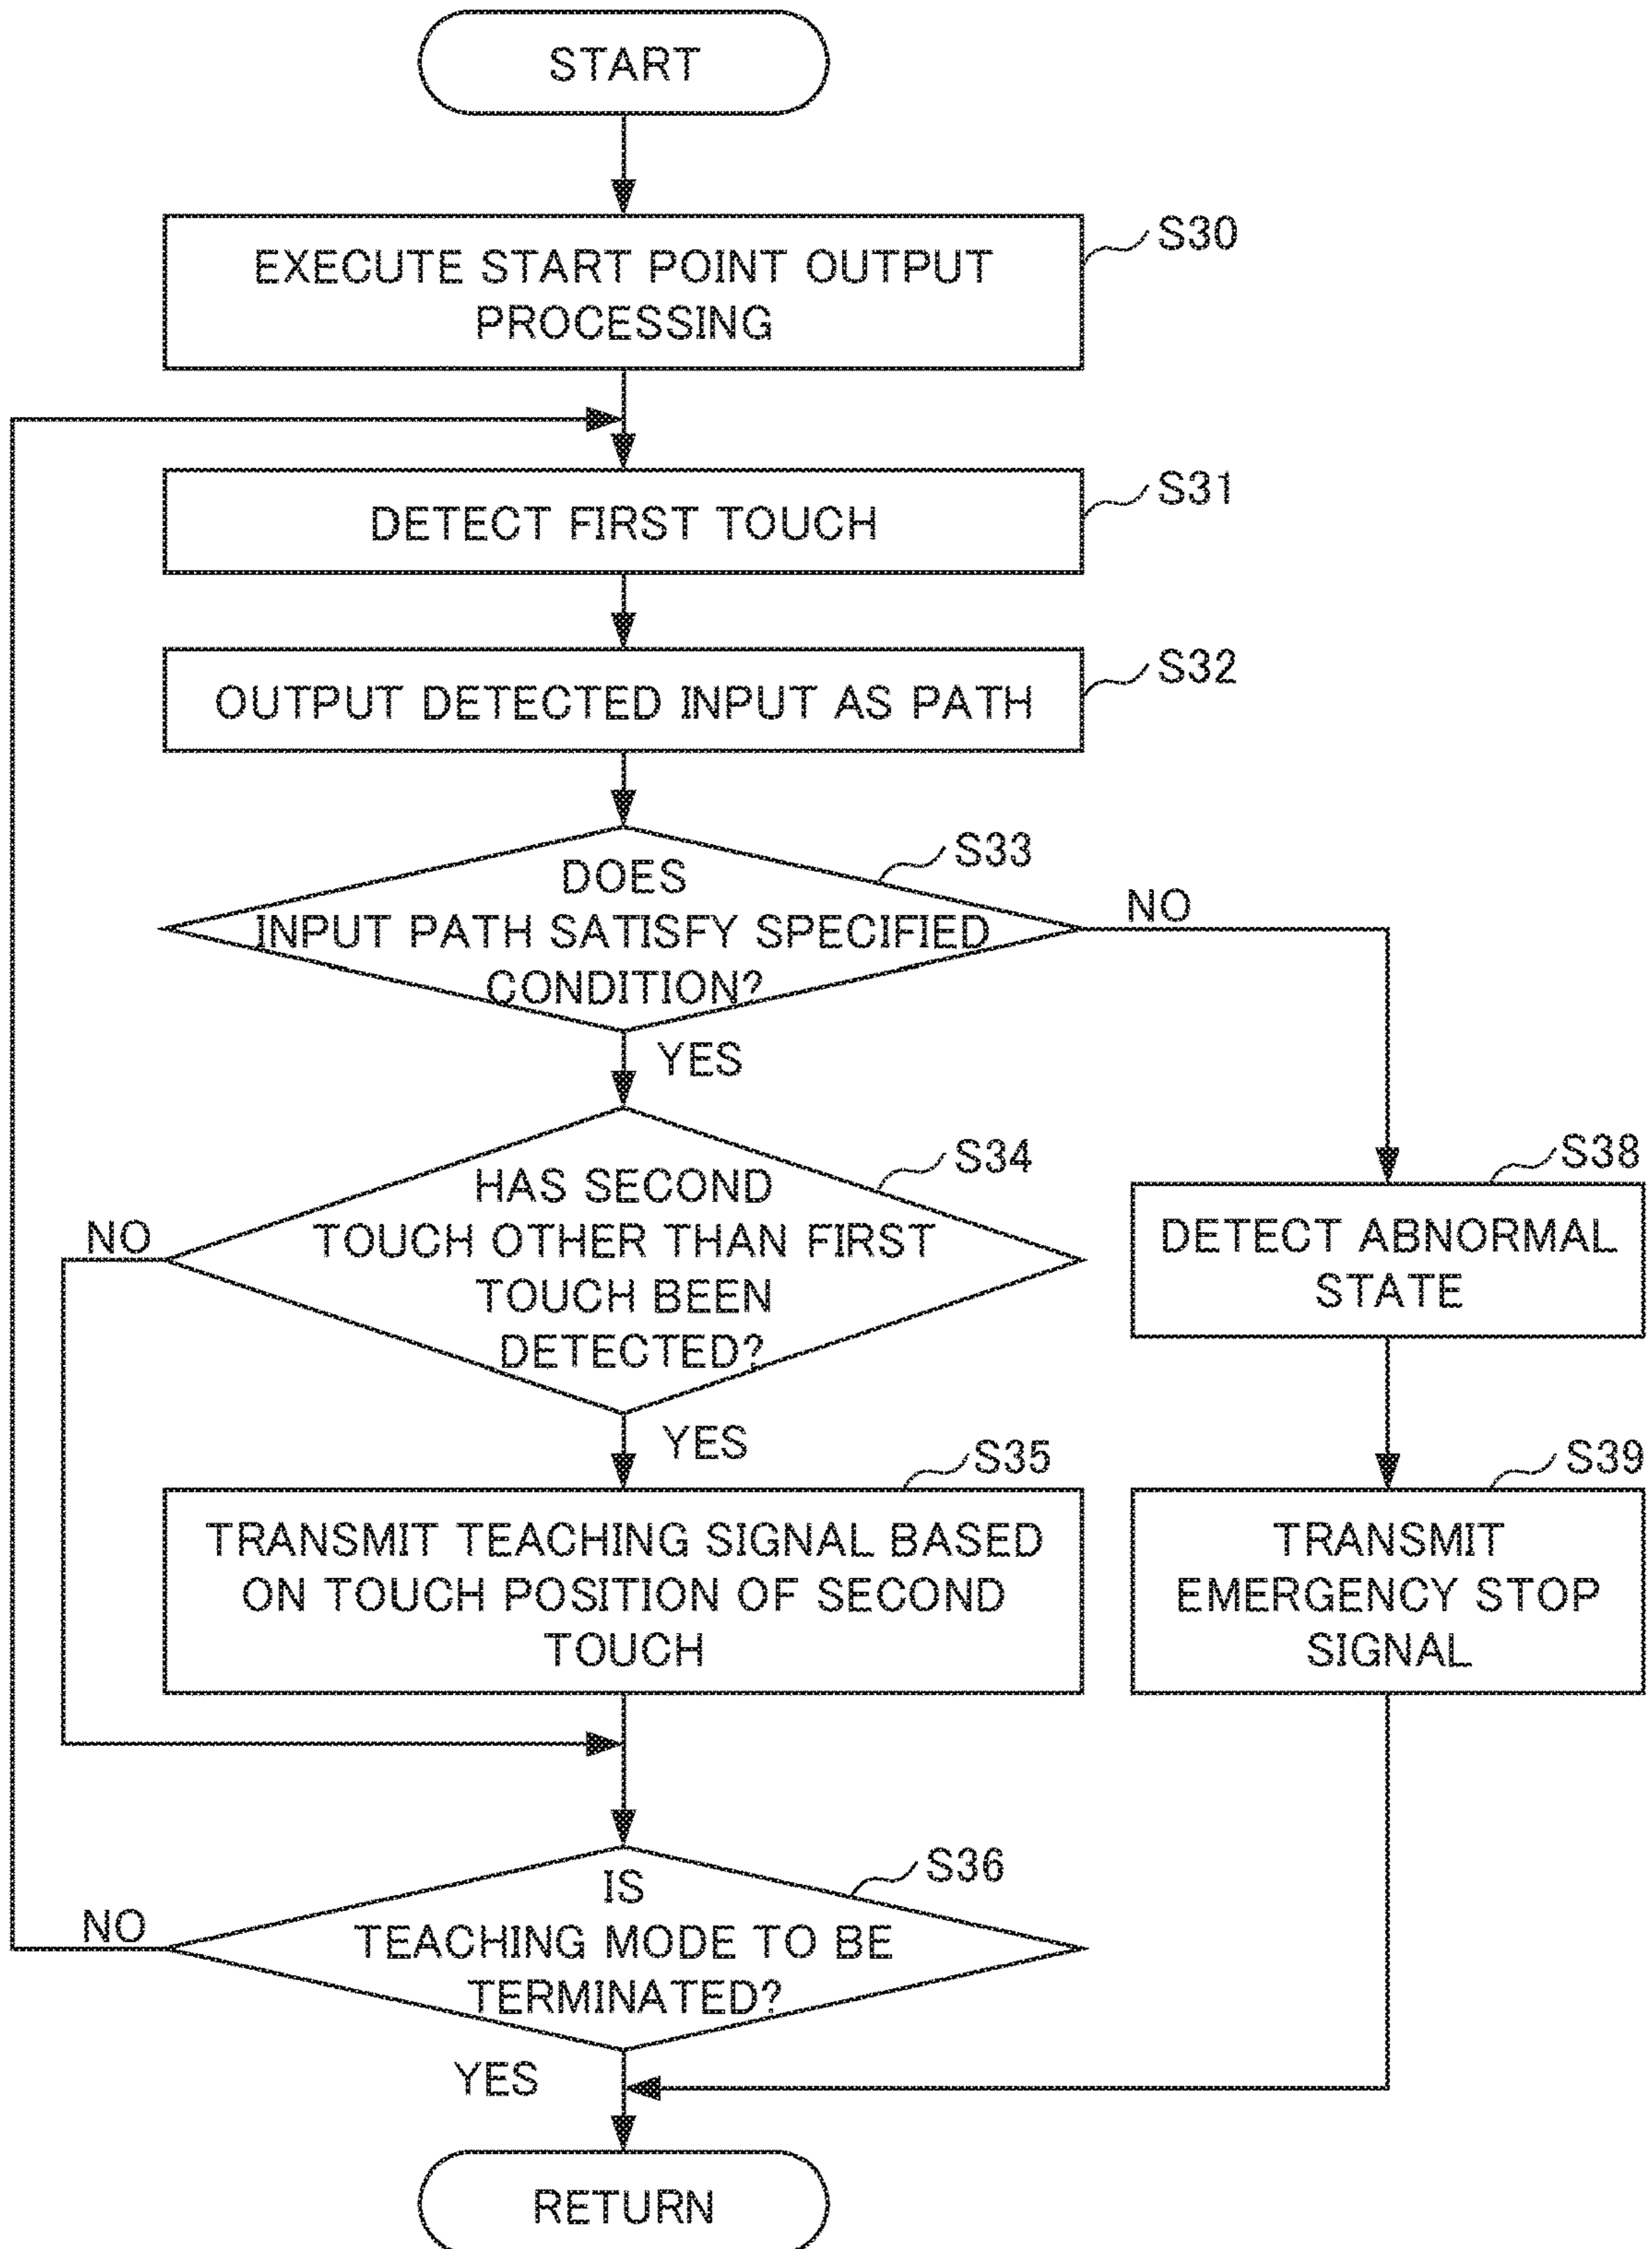 START
S30
EXECUTE START POINT OUTPUT
PROCESSING
S31
DETECT FIRST TOUCH
S32
OUTPUT DETECTED INPUT AS PATH
S33
DOES
INPUT PATH SATISFY SPECIFIED
CONDITION?
NO
YES
S34
HAS SECOND
TOUCH OTHER THAN FIRST
TOUCH BEEN
DETECTED?
NO
YES
S38
DETECT ABNORMAL
STATE
S35
TRANSMIT TEACHING SIGNAL BASED
ON TOUCH POSITION OF SECOND
TOUCH
S39
TRANSMIT
EMERGENCY STOP
SIGNAL
S36
IS
TEACHING MODE TO BE
TERMINATED?
NO
YES
RETURN